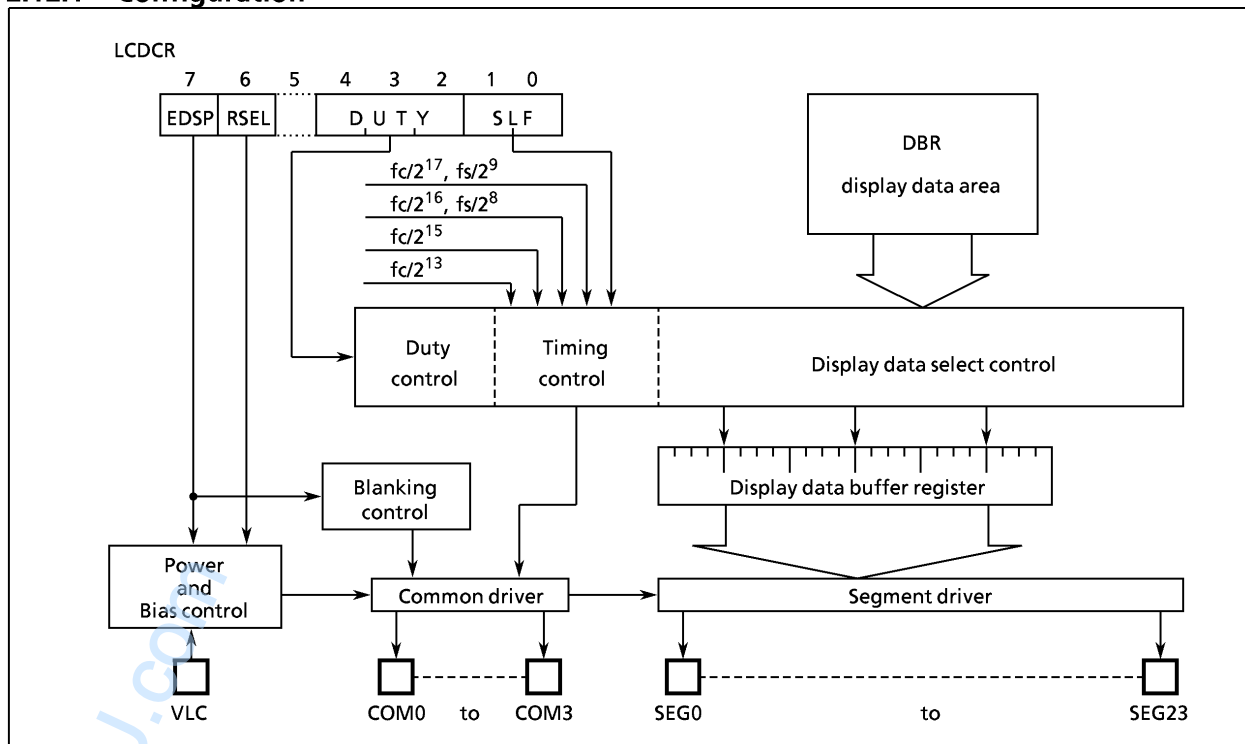 LCDCR
7 6 5 4 3 2 1 0
EDSP RSEL DUTY SLF
fc/2^17, fs/2^9
fc/2^16, fs/2^8
fc/2^15
fc/2^13
DBR
display data area
Duty
control
Timing
control
Display data select control
Display data buffer register
Blanking
control
Power
and
Bias control
Common driver
Segment driver
VLC
COM0 to COM3
SEG0 to SEG23
J.com